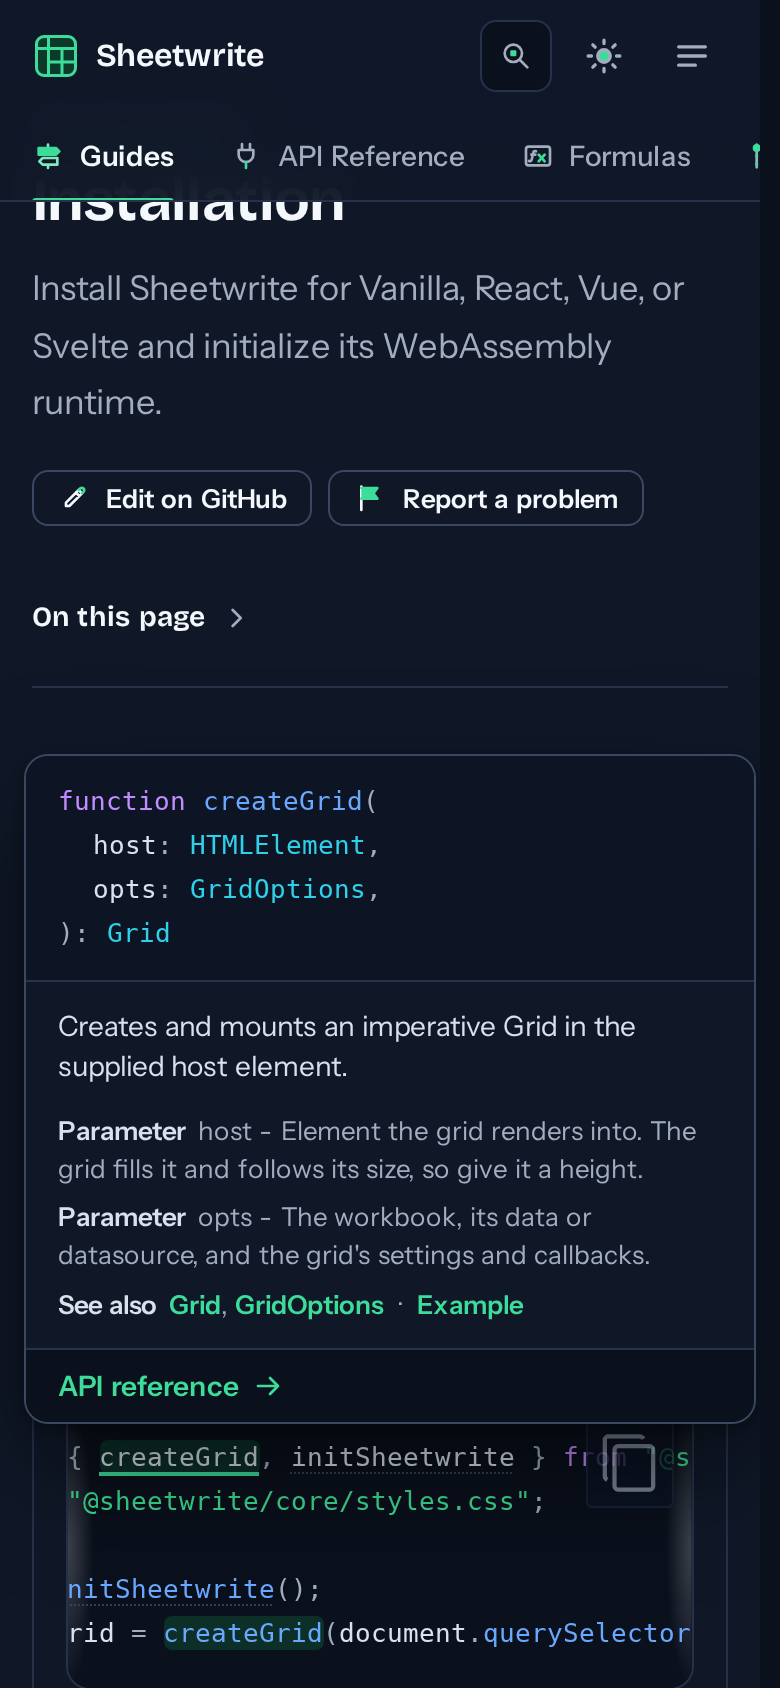 Sheetwrite
Guides
API Reference
Formulas
Installation
Install Sheetwrite for Vanilla, React, Vue, or
Svelte and initialize its WebAssembly
runtime.
Edit on GitHub
Report a problem
On this page
function createGrid(
  host: HTMLElement,
  opts: GridOptions,
): Grid
Creates and mounts an imperative Grid in the
supplied host element.
Parameter host - Element the grid renders into. The
grid fills it and follows its size, so give it a height.
Parameter opts - The workbook, its data or
datasource, and the grid's settings and callbacks.
See also Grid, GridOptions · Example
API reference →
{ createGrid, initSheetwrite } from "@s
"@sheetwrite/core/styles.css";
nitSheetwrite();
rid = createGrid(document.querySelector